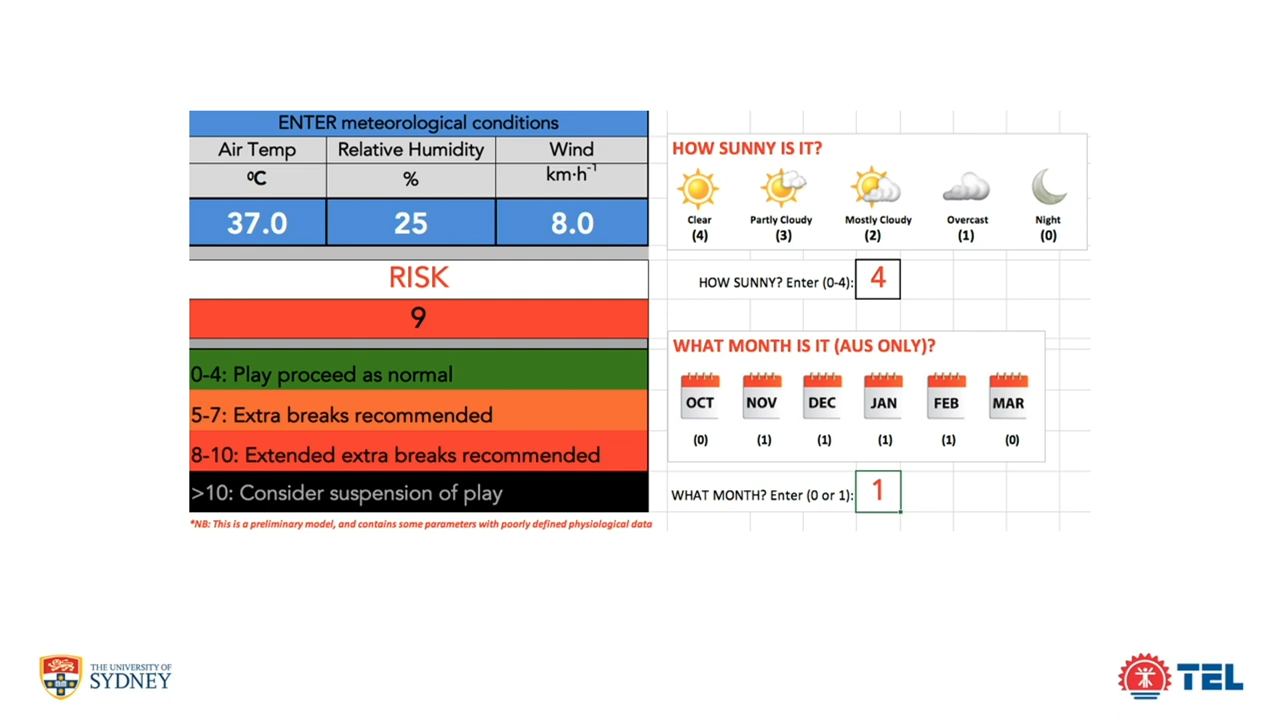 ENTER meteorological conditions
Air Temp Relative Humidity Wind
ºC % km·h⁻¹
37.0 25 8.0
RISK
9
0-4: Play proceed as normal
5-7: Extra breaks recommended
8-10: Extended extra breaks recommended
>10: Consider suspension of play
*NB: This is a preliminary model, and contains some parameters with poorly defined physiological data
HOW SUNNY IS IT?
Clear Partly Cloudy Mostly Cloudy Overcast Night
(4) (3) (2) (1) (0)
HOW SUNNY? Enter (0-4): 4
WHAT MONTH IS IT (AUS ONLY)?
OCT NOV DEC JAN FEB MAR
(0) (1) (1) (1) (1) (0)
WHAT MONTH? Enter (0 or 1): 1
THE UNIVERSITY OF
SYDNEY
TEL